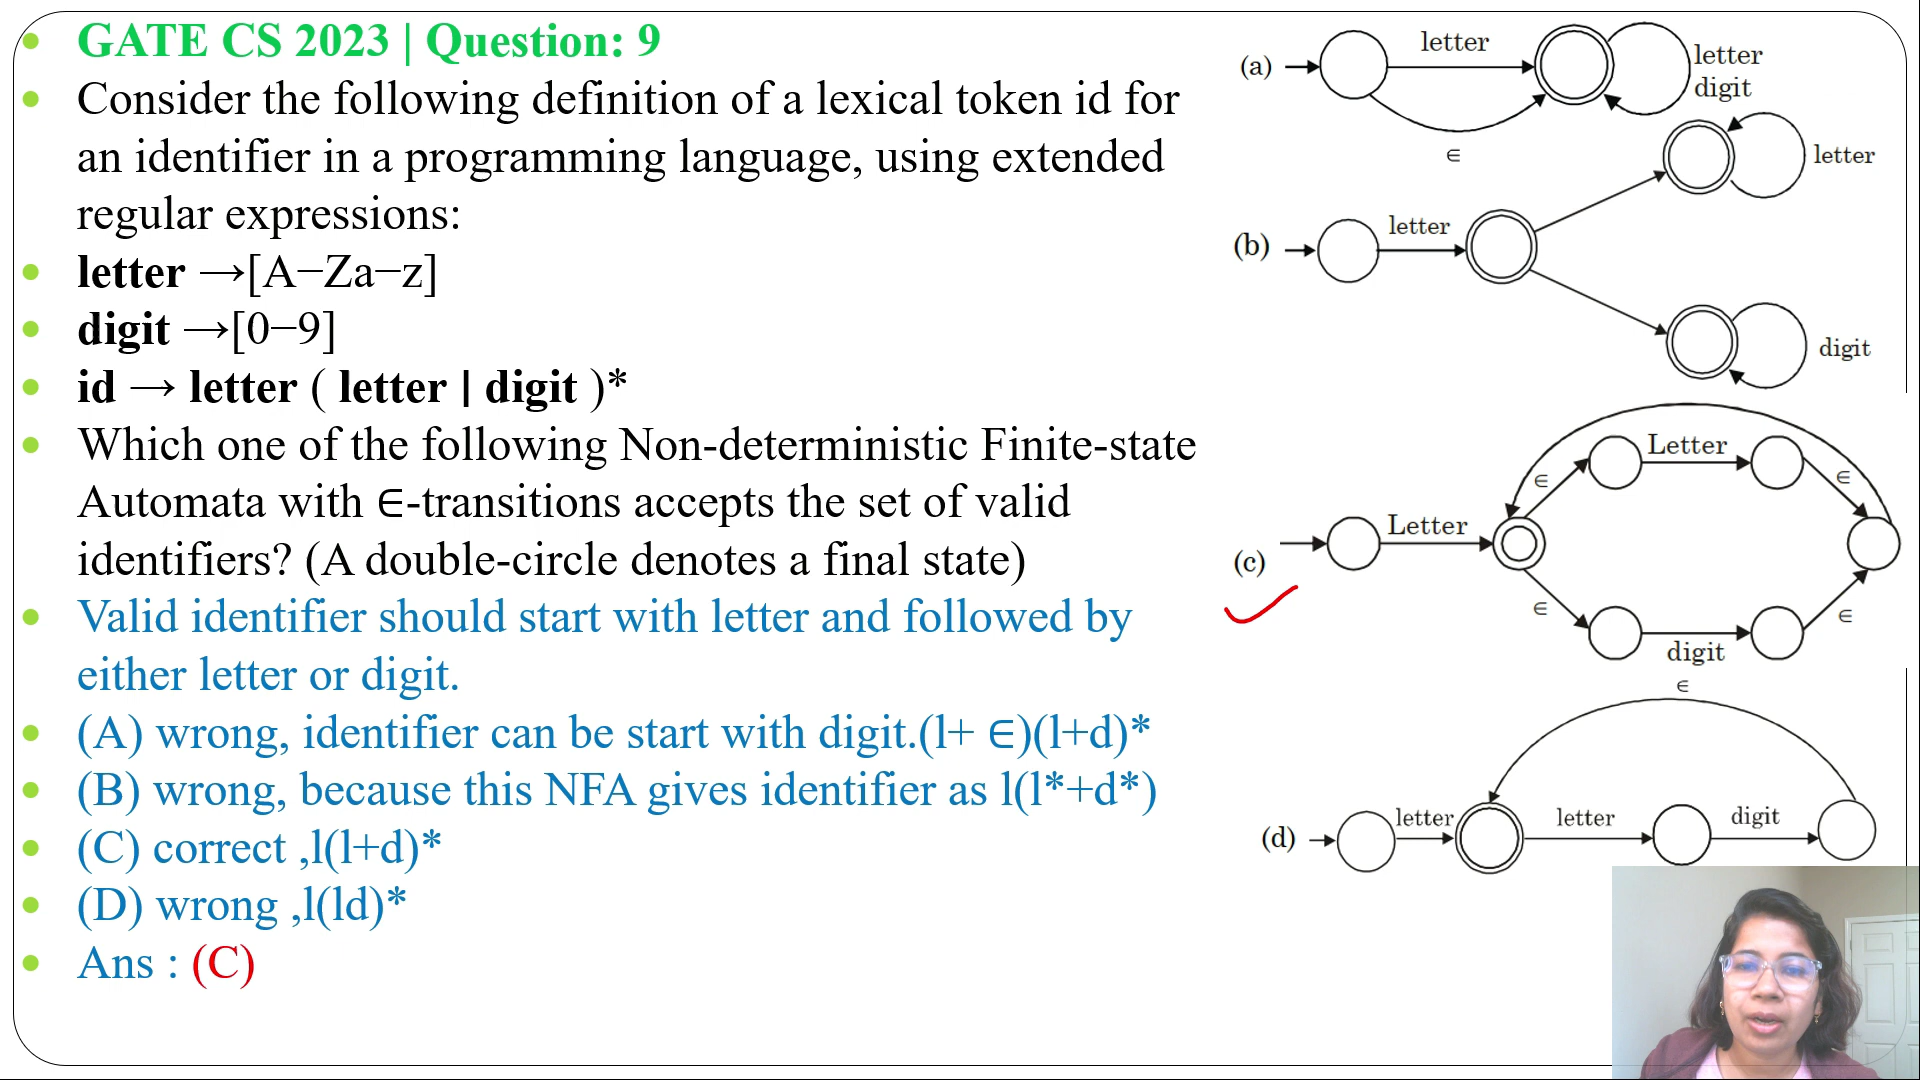 GATE CS 2023 | Question: 9
Consider the following definition of a lexical token id for
an identifier in a programming language, using extended
regular expressions:
letter →[A−Za−z]
digit →[0−9]
id → letter ( letter | digit )*
Which one of the following Non-deterministic Finite-state
Automata with ∈-transitions accepts the set of valid
identifiers? (A double-circle denotes a final state)
Valid identifier should start with letter and followed by
either letter or digit.
(A) wrong, identifier can be start with digit.(l+ ∈)(l+d)*
(B) wrong, because this NFA gives identifier as l(l*+d*)
(C) correct ,l(l+d)*
(D) wrong ,l(ld)*
Ans : (C)
(a)
letter
letter
digit
∈
(b)
letter
letter
digit
(c)
Letter
∈
Letter
∈
∈
digit
∈
(d)
∈
letter
letter
digit